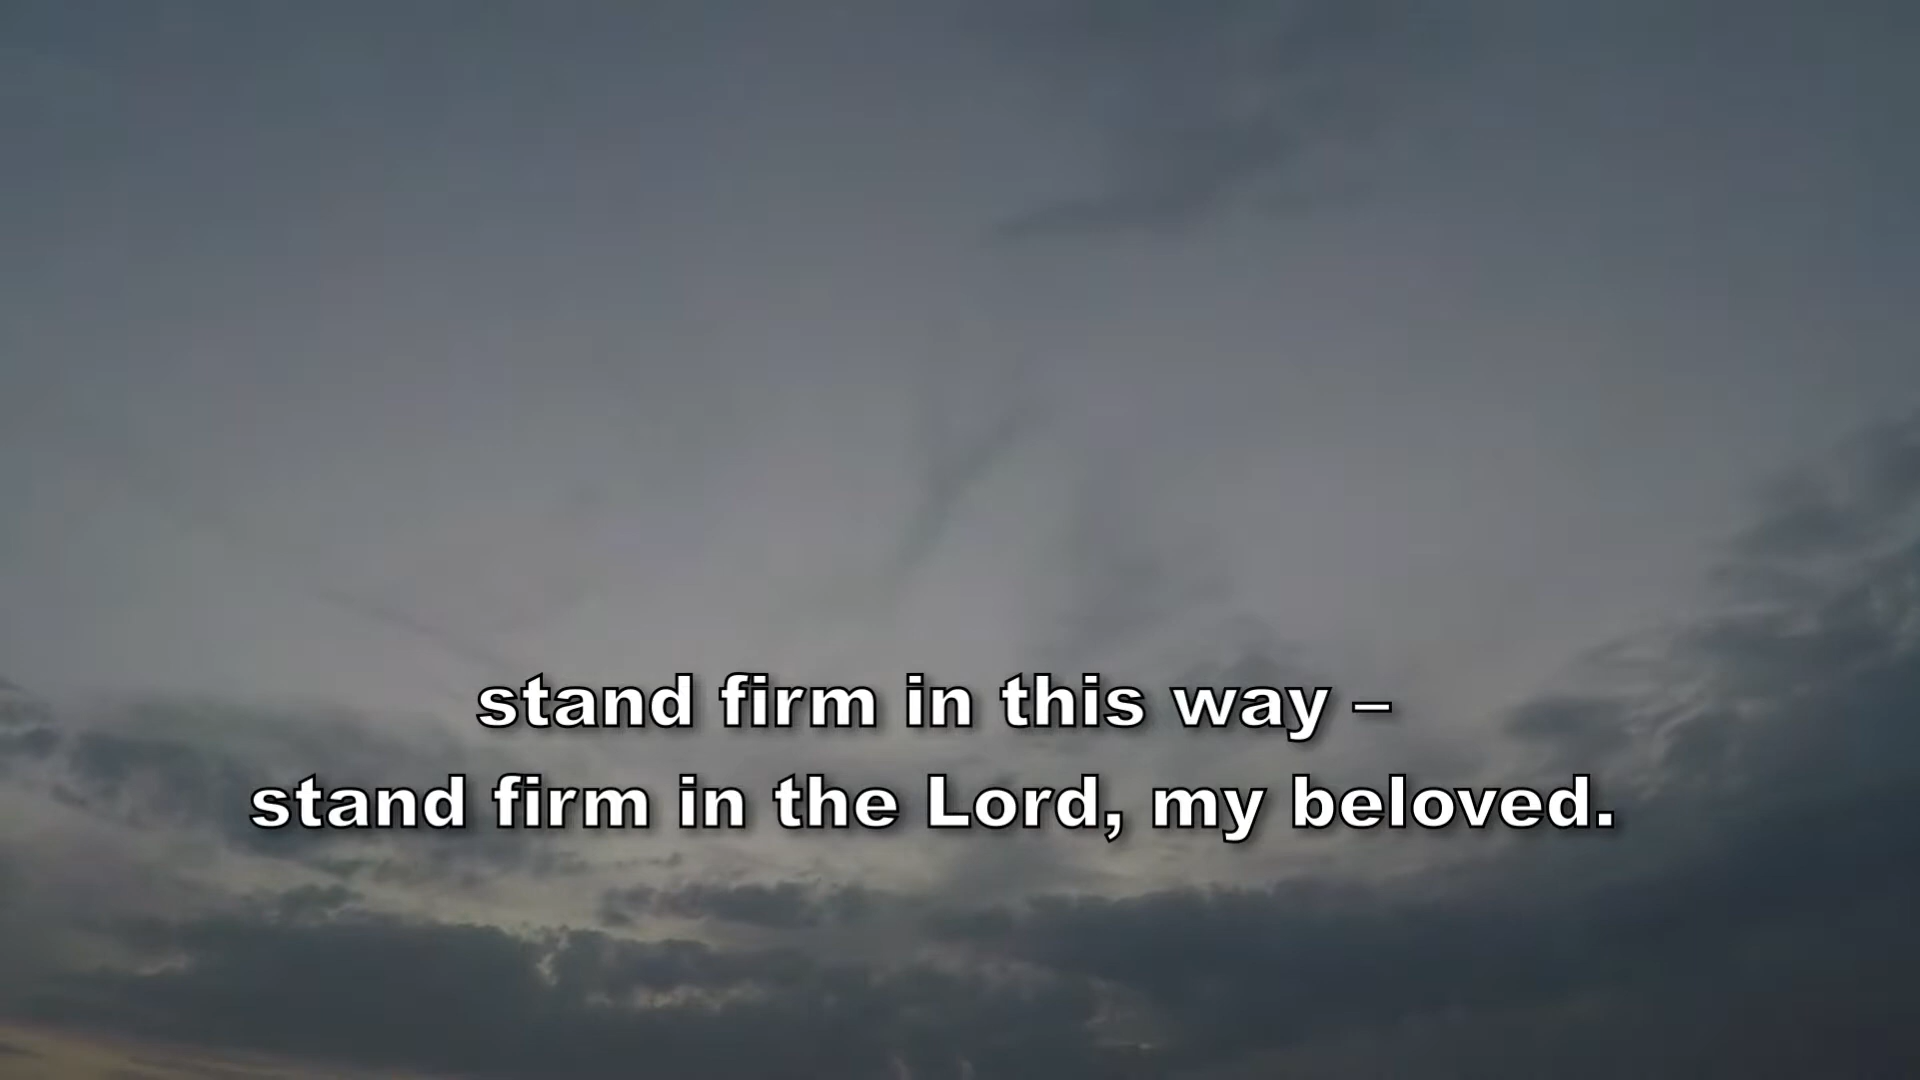 stand firm in this way –
stand firm in the Lord, my beloved.